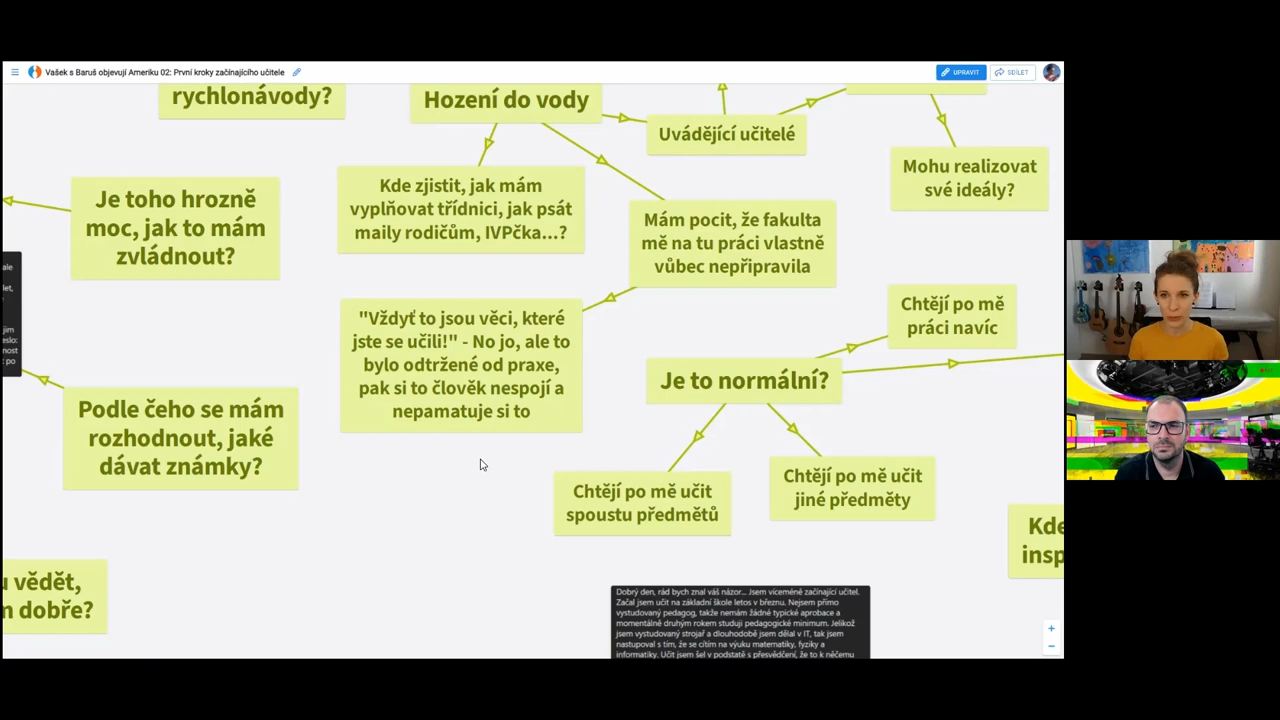 Vašek s Baruš objevují Ameriku 02: První kroky začínajícího učitele
UPRAVIT
SDÍLET
rychlonávody?
Hození do vody
Uvádějící učitelé
Mohu realizovat
své ideály?
Je toho hrozně
moc, jak to mám
zvládnout?
Kde zjistit, jak mám
vyplňovat třídnici, jak psát
maily rodičům, IVPčka...?
Mám pocit, že fakulta
mě na tu práci vlastně
vůbec nepřipravila
"Vždyť to jsou věci, které
jste se učili!" - No jo, ale to
bylo odtržené od praxe,
pak si to člověk nespojí a
nepamatuje si to
Chtějí po mě
práci navíc
Je to normální?
Podle čeho se mám
rozhodnout, jaké
dávat známky?
Chtějí po mě učit
spoustu předmětů
Chtějí po mě učit
jiné předměty
Kde
insp
u vědět,
dobře?
Dobrý den, rád bych znal váš názor... Jsem víceméně začínající učitel.
Začal jsem učit na základní škole letos v březnu. Nejsem přímo
vystudovaný pedagog, takže nemám žádné typické aprobace a
momentálně druhým rokem studuji pedagogické minimum. Jelikož
jsem vystudovaný strojař a dlouhodobě jsem dělal v IT, tak jsem
nastupoval s tím, že se cítím na výuku matematiky, fyziky a
informatiky. Učit jsem šel v podstatě s přesvědčení, že to k něčemu